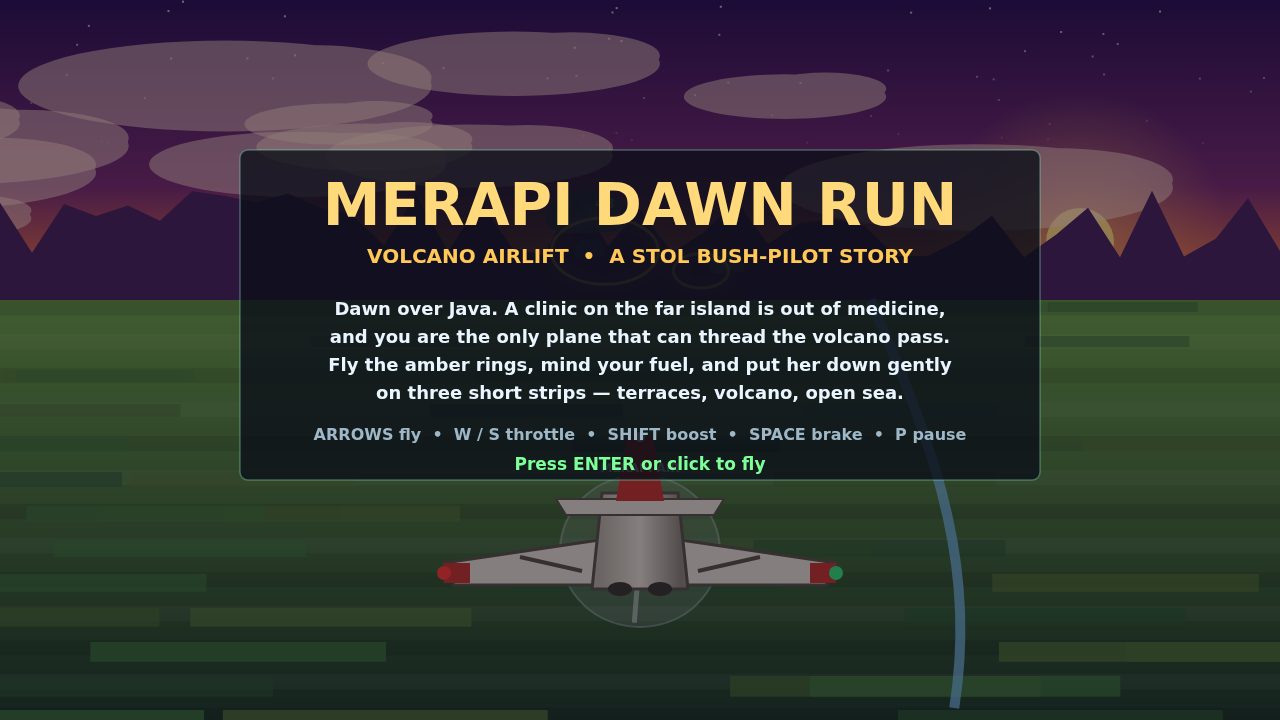 MERAPI DAWN RUN
VOLCANO AIRLIFT • A STOL BUSH-PILOT STORY
Dawn over Java. A clinic on the far island is out of medicine,
and you are the only plane that can thread the volcano pass.
Fly the amber rings, mind your fuel, and put her down gently
on three short strips — terraces, volcano, open sea.
ARROWS fly • W / S throttle • SHIFT boost • SPACE brake • P pause
Press ENTER or click to fly